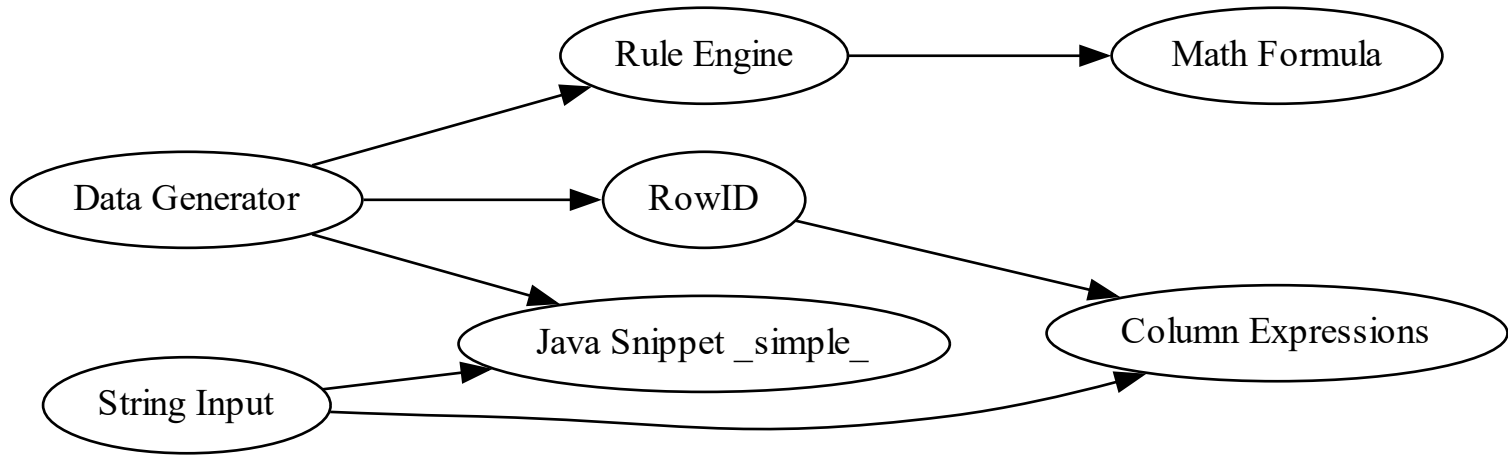 Rule Engine
Math Formula
Data Generator
RowID
Java Snippet _simple_
Column Expressions
String Input